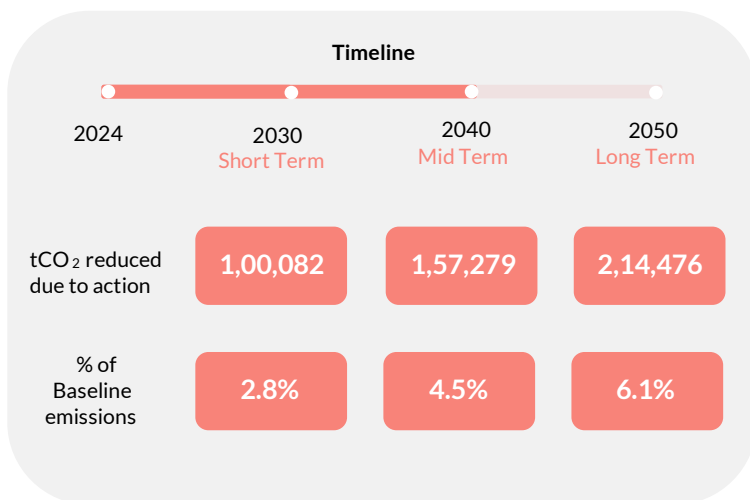 Timeline
2024
2030
Short Term
2040
Mid Term
2050
Long Term
tCO₂ reduced
due to action
1,00,082
1,57,279
2,14,476
% of
Baseline
emissions
2.8%
4.5%
6.1%